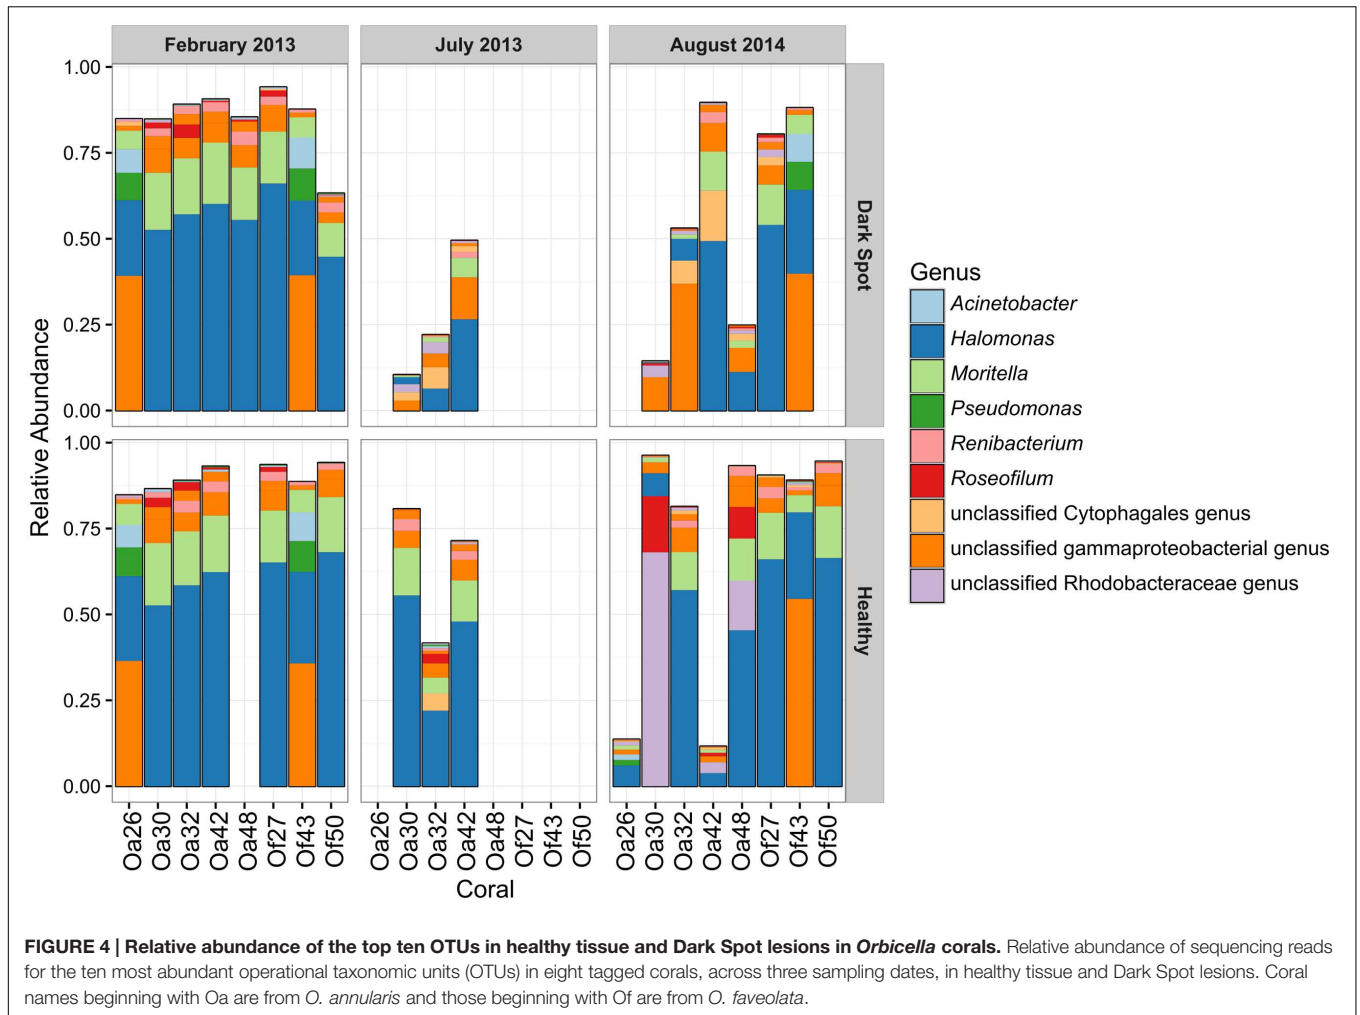 February 2013
July 2013
August 2014
1.00
0.75
0.50
0.25
0.00
Dark Spot
1.00
0.75
0.50
0.25
0.00
Healthy
Relative Abundance
Oa26
Oa30
Oa32
Oa42
Oa48
Of27
Of43
Of50
Oa26
Oa30
Oa32
Oa42
Oa48
Of27
Of43
Of50
Oa26
Oa30
Oa32
Oa42
Oa48
Of27
Of43
Of50
Coral
Genus
Acinetobacter
Halomonas
Moritella
Pseudomonas
Renibacterium
Roseofilum
unclassified Cytophagales genus
unclassified gammaproteobacterial genus
unclassified Rhodobacteraceae genus
FIGURE 4 | Relative abundance of the top ten OTUs in healthy tissue and Dark Spot lesions in Orbicella corals. Relative abundance of sequencing reads
for the ten most abundant operational taxonomic units (OTUs) in eight tagged corals, across three sampling dates, in healthy tissue and Dark Spot lesions. Coral
names beginning with Oa are from O. annularis and those beginning with Of are from O. faveolata.